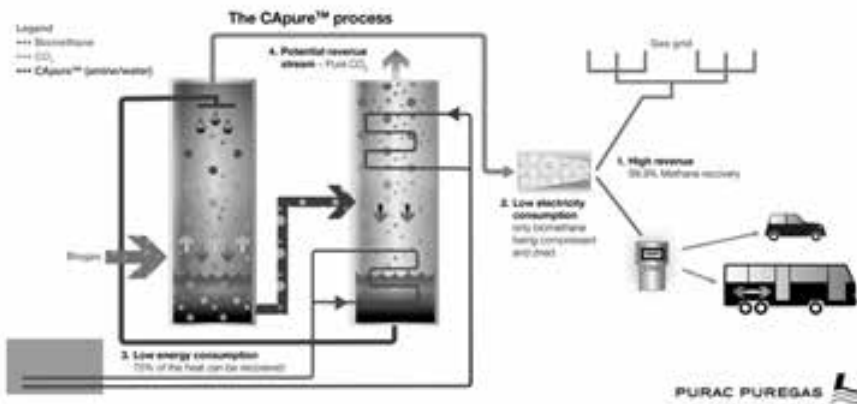 The CApure™ process
Legend
Biomethane
CO₂
CApure™ (amine/water)
4. Potential revenue
stream – Pure CO₂
Gas grid
1. High revenue
99.9% Methane recovery
2. Low electricity
consumption
only biomethane
being compressed
and dried
Biogas
3. Low energy consumption
75% of the heat can be recovered
PURAC PUREGAS